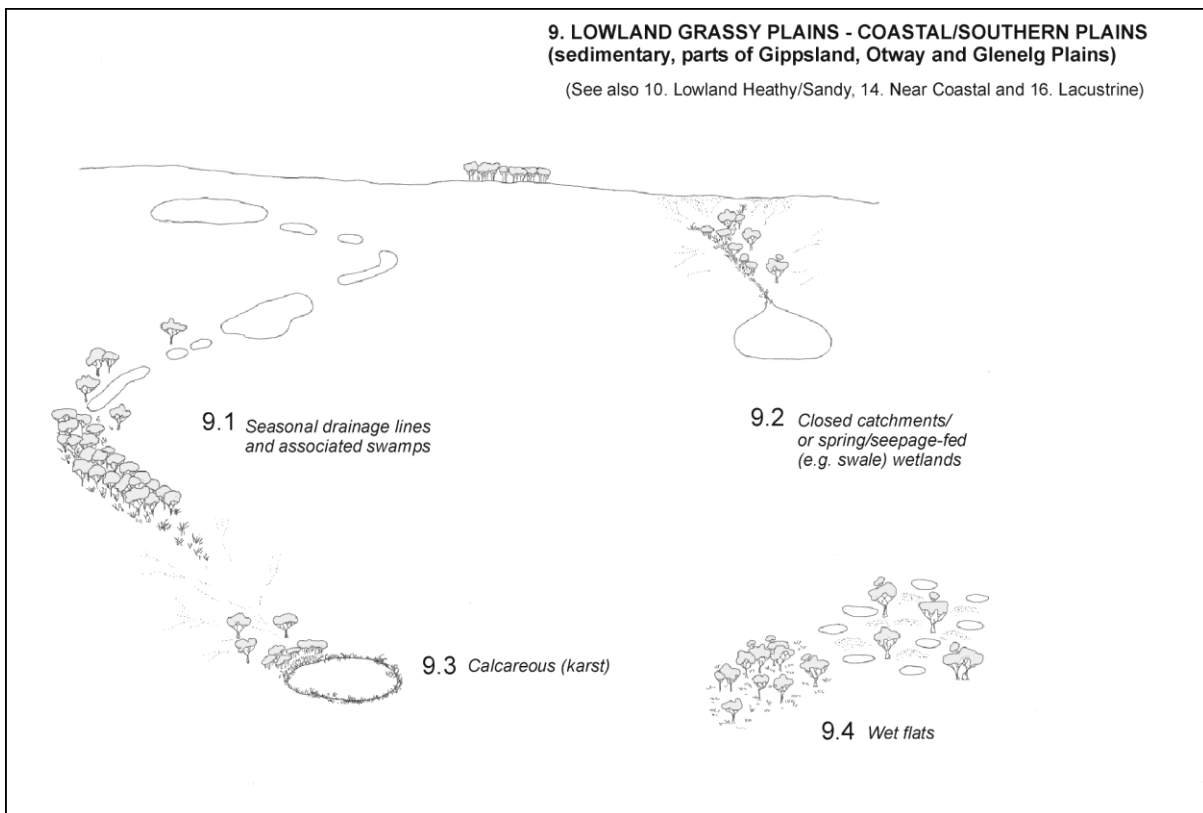 9. LOWLAND GRASSY PLAINS - COASTAL/SOUTHERN PLAINS
(sedimentary, parts of Gippsland, Otway and Glenelg Plains)
(See also 10. Lowland Heathy/Sandy, 14. Near Coastal and 16. Lacustrine)
9.1 Seasonal drainage lines
and associated swamps
9.2 Closed catchments/
or spring/seepage-fed
(e.g. swale) wetlands
9.3 Calcareous (karst)
9.4 Wet flats